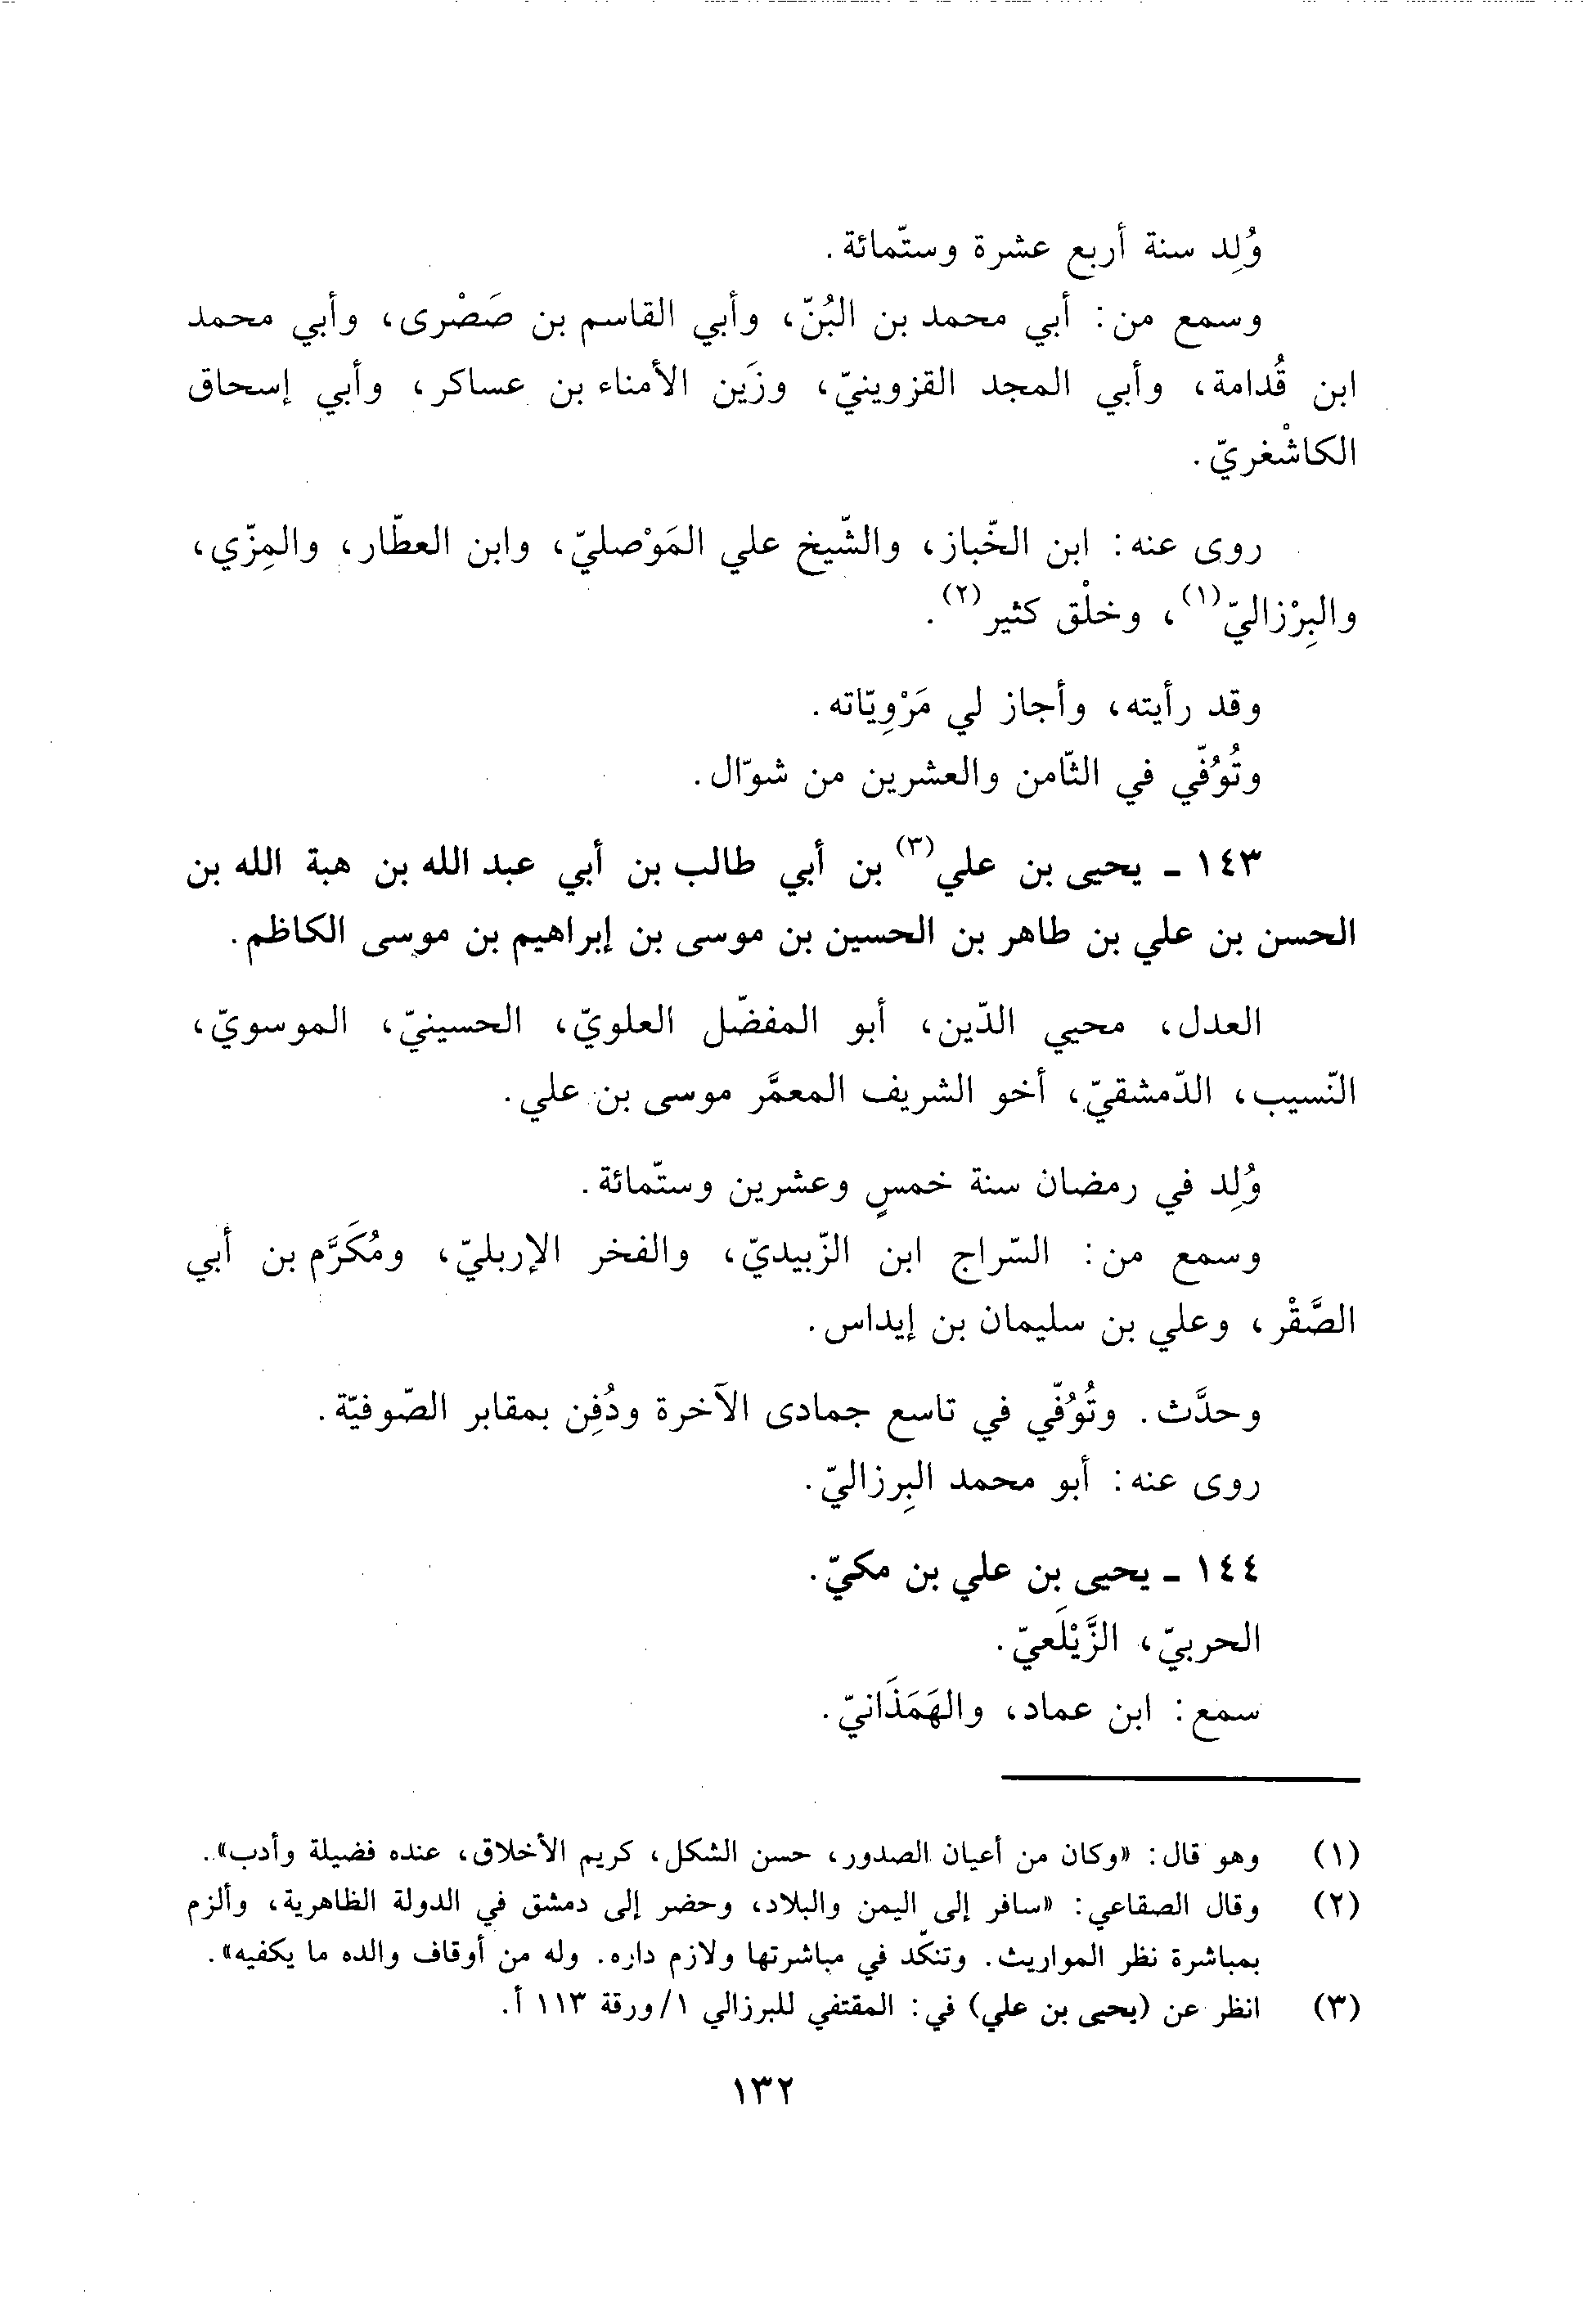 وُلِد سنة أربع عشرة وستّمائة.
وسمع من: أبي محمد بن البُنّ، وأبي القاسم بن صَصْرى، وأبي محمد
ابن قُدامة، وأبي المجد القزوينيّ، وزَين الأمناء بن عساكر، وأبي إسحاق
الكاشْغريّ.
روى عنه: ابن الخّباز، والشّيخ علي المَوْصليّ، وابن العطّار، والمِزّي،
والبِرْزاليّ(١)، وخلْق كثير(٢).
وقد رأيته، وأجاز لي مَرْوِيّاته.
وتُوُفّي في الثّامن والعشرين من شوّال.
١٤٣ ـ يحيى بن علي(٣) بن أبي طالب بن أبي عبد الله بن هبة الله بن
الحسن بن علي بن طاهر بن الحسين بن موسى بن إبراهيم بن موسى الكاظم.
العدل، محيي الدّين، أبو المفضّل العلويّ، الحسينيّ، الموسويّ،
النّسيب، الدّمشقيّ، أخو الشريف المعمَّر موسى بن علي.
وُلِد في رمضان سنة خمسٍ وعشرين وستّمائة.
وسمع من: السّراج ابن الزّبيديّ، والفخر الإربليّ، ومُكَرَّم بن أبي
الصَّقْر، وعلي بن سليمان بن إيداس.
وحدَّث. وتُوُفّي في تاسع جمادى الآخرة ودُفِن بمقابر الصّوفيّة.
روى عنه: أبو محمد البِرزاليّ.
١٤٤ ـ يحيى بن علي بن مكيّ.
الحربيّ، الزَّيْلَعيّ.
سمع: ابن عماد، والهَمَذَانيّ.
(١) وهو قال: «وكان من أعيان الصدور، حسن الشكل، كريم الأخلاق، عنده فضيلة وأدب»..
(٢) وقال الصقاعي: «سافر إلى اليمن والبلاد، وحضر إلى دمشق في الدولة الظاهرية، وألزم
بمباشرة نظر المواريث. وتنكّد في مباشرتها ولازم داره. وله من أوقاف والده ما يكفيه».
(٣) انظر عن (يحيى بن علي) في: المقتفي للبرزالي ١/ورقة ١١٣ أ.
١٣٢